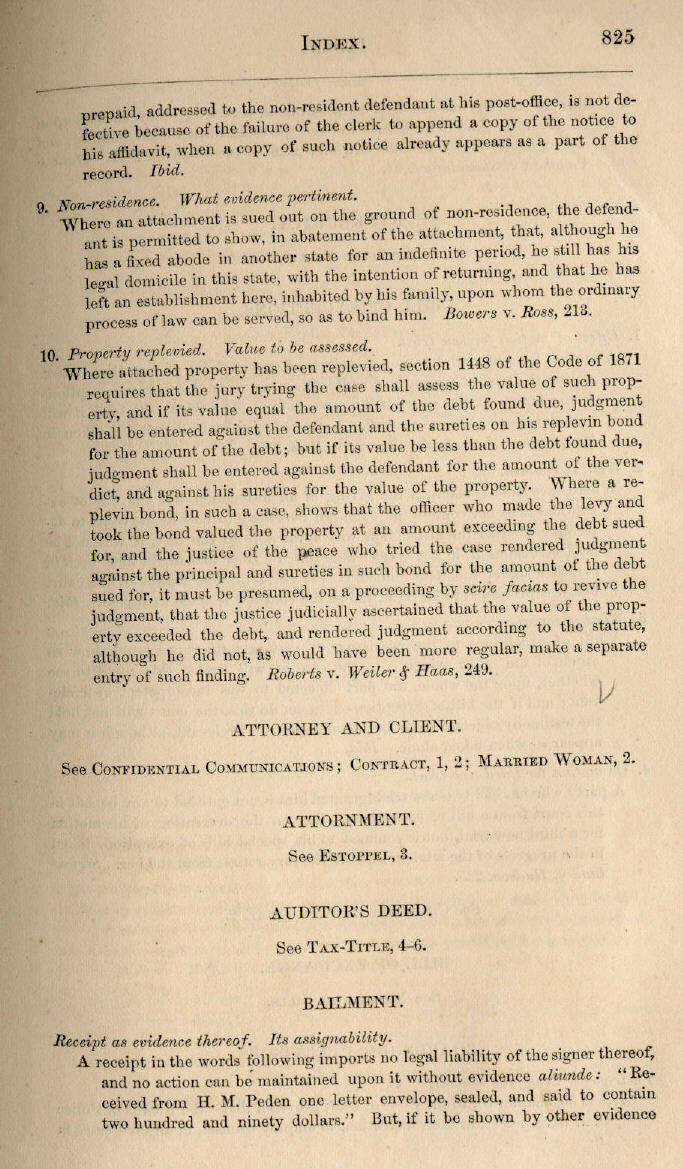 INDEX. 825
prepaid, addressed to the non-resident defendant at his post-office, is not de-
fective because of the failure of the clerk to append a copy of the notice to
his affidavit, when a copy of such notice already appears as a part of the
record. Ibid.
9. Non-residence. What evidence pertinent.
Where an attachment is sued out on the ground of non-residence, the defend-
ant is permitted to show, in abatement of the attachment, that, although he
has a fixed abode in another state for an indefinite period, he still has his
legal domicile in this state, with the intention of returning, and that he has
left an establishment here, inhabited by his family, upon whom the ordinary
process of law can be served, so as to bind him. Bowers v. Ross, 213.
10. Property replevied. Value to be assessed.
Where attached property has been replevied, section 1448 of the Code of 1871
requires that the jury trying the case shall assess the value of such prop-
erty, and if its value equal the amount of the debt found due, judgment
shall be entered against the defendant and the sureties on his replevin bond
for the amount of the debt; but if its value be less than the debt found due,
judgment shall be entered against the defendant for the amount of the ver-
dict, and against his sureties for the value of the property. Where a re-
plevin bond, in such a case, shows that the officer who made the levy and
took the bond valued the property at an amount exceeding the debt sued
for, and the justice of the peace who tried the case rendered judgment
against the principal and sureties in such bond for the amount of the debt
sued for, it must be presumed, on a proceeding by scire facias to revive the
judgment, that the justice judicially ascertained that the value of the prop-
erty exceeded the debt, and rendered judgment according to the statute,
although he did not, as would have been more regular, make a separate
entry of such finding. Roberts v. Weiler & Haas, 249.
ATTORNEY AND CLIENT.
See CONFIDENTIAL COMMUNICATIONS; CONTRACT, 1, 2; MARRIED WOMAN, 2.
ATTORNMENT.
See ESTOPPEL, 3.
AUDITOR'S DEED.
See TAX-TITLE, 4–6.
BAILMENT.
Receipt as evidence thereof. Its assignability.
A receipt in the words following imports no legal liability of the signer thereof,
and no action can be maintained upon it without evidence aliunde: "Re-
ceived from H. M. Peden one letter envelope, sealed, and said to contain
two hundred and ninety dollars." But, if it be shown by other evidence